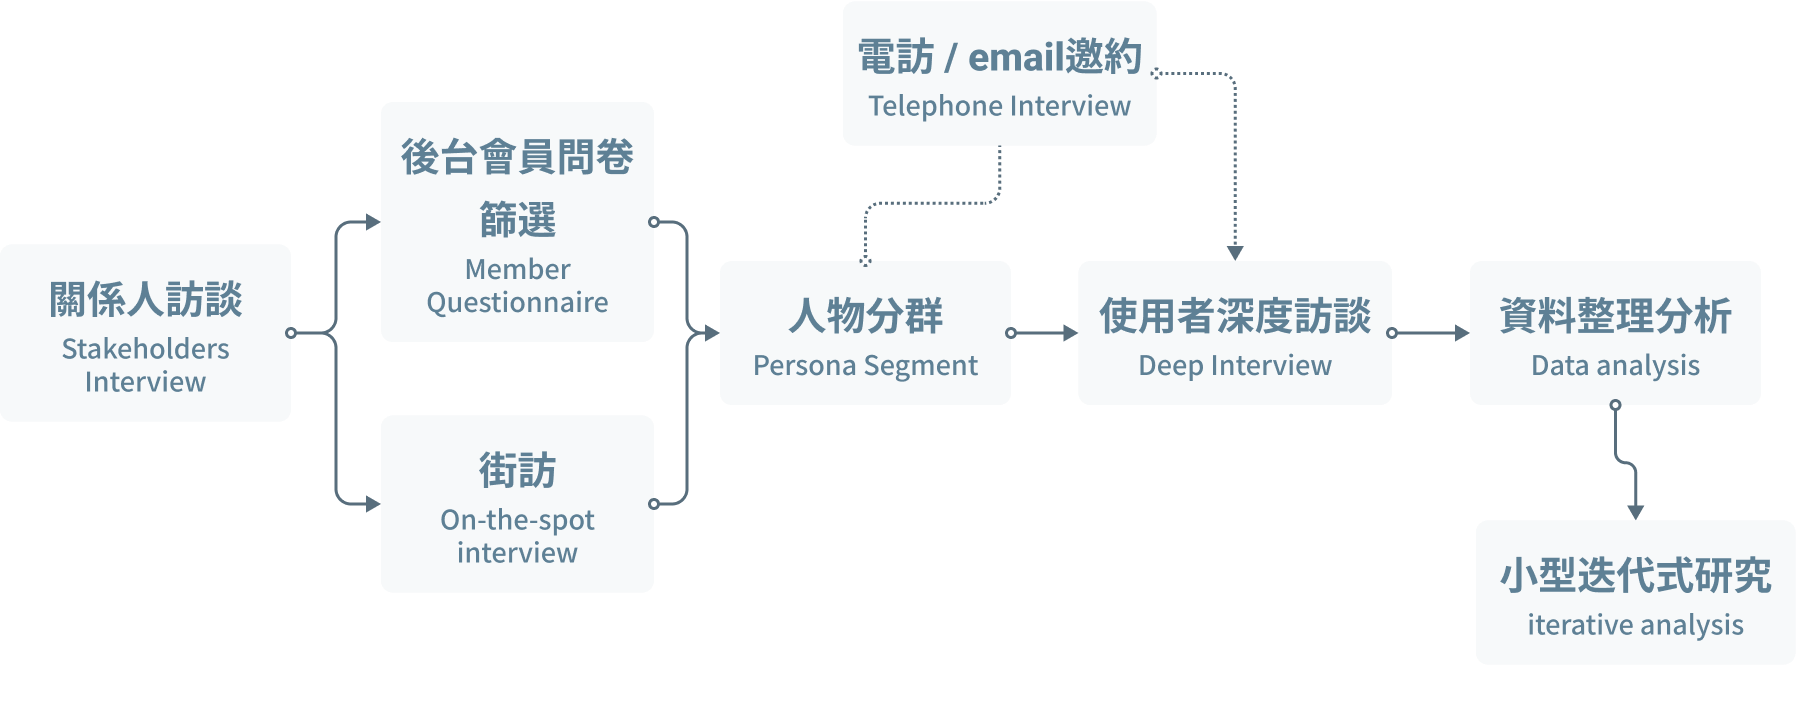 關係人訪談
Stakeholders
Interview
後台會員問卷
篩選
Member
Questionnaire
街訪
On-the-spot
interview
電訪 / email邀約
Telephone Interview
人物分群
Persona Segment
使用者深度訪談
Deep Interview
資料整理分析
Data analysis
小型迭代式研究
iterative analysis